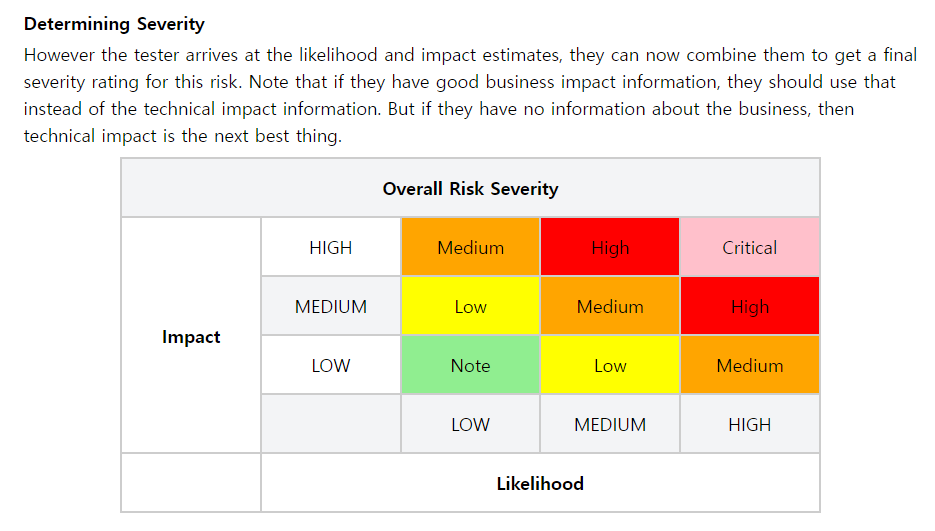 Determining Severity
However the tester arrives at the likelihood and impact estimates, they can now combine them to get a final
severity rating for this risk. Note that if they have good business impact information, they should use that
instead of the technical impact information. But if they have no information about the business, then
technical impact is the next best thing.
Overall Risk Severity
HIGH Medium High Critical
MEDIUM Low Medium High
Impact
LOW Note Low Medium
LOW MEDIUM HIGH
Likelihood